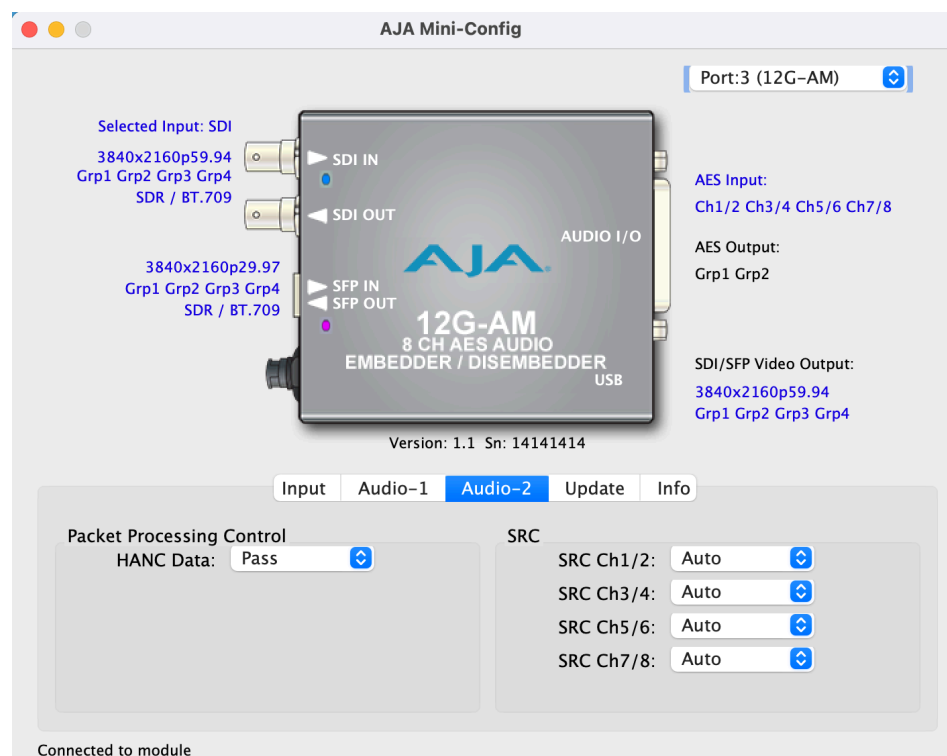 AJA Mini-Config
Port:3 (12G-AM)
Selected Input: SDI
3840x2160p59.94
Grp1 Grp2 Grp3 Grp4
SDR / BT.709
3840x2160p29.97
Grp1 Grp2 Grp3 Grp4
SDR / BT.709
SDI IN
SDI OUT
AUDIO I/O
AJA
SFP IN
SFP OUT
12G-AM
8 CH AES AUDIO
EMBEDDER / DISEMBEDDER
USB
AES Input:
Ch1/2 Ch3/4 Ch5/6 Ch7/8
AES Output:
Grp1 Grp2
SDI/SFP Video Output:
3840x2160p59.94
Grp1 Grp2 Grp3 Grp4
Version: 1.1 Sn: 14141414
Input Audio-1 Audio-2 Update Info
Packet Processing Control
HANC Data: Pass
SRC
SRC Ch1/2: Auto
SRC Ch3/4: Auto
SRC Ch5/6: Auto
SRC Ch7/8: Auto
Connected to module